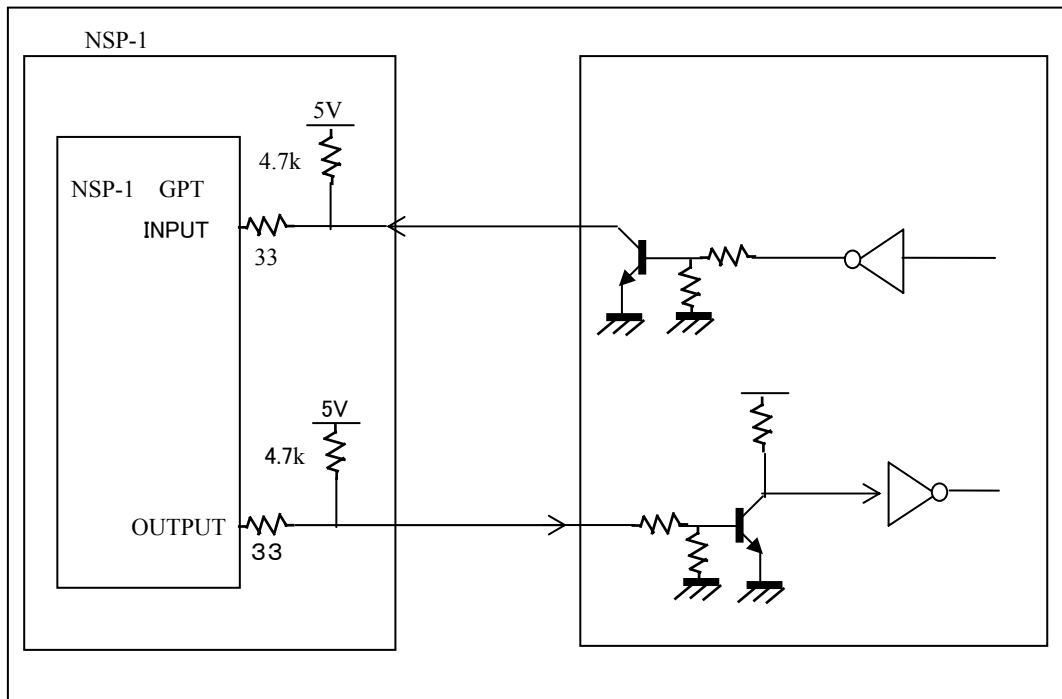 NSP-1
5V
4.7k
NSP-1 GPT
INPUT
33
5V
4.7k
OUTPUT
33